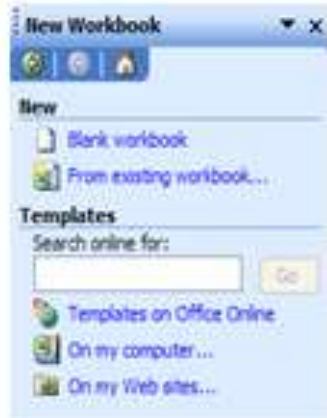 New Workbook
New
Blank workbook
From existing workbook...
Templates
Search online for:
Go
Templates on Office Online
On my computer...
On my Web sites...